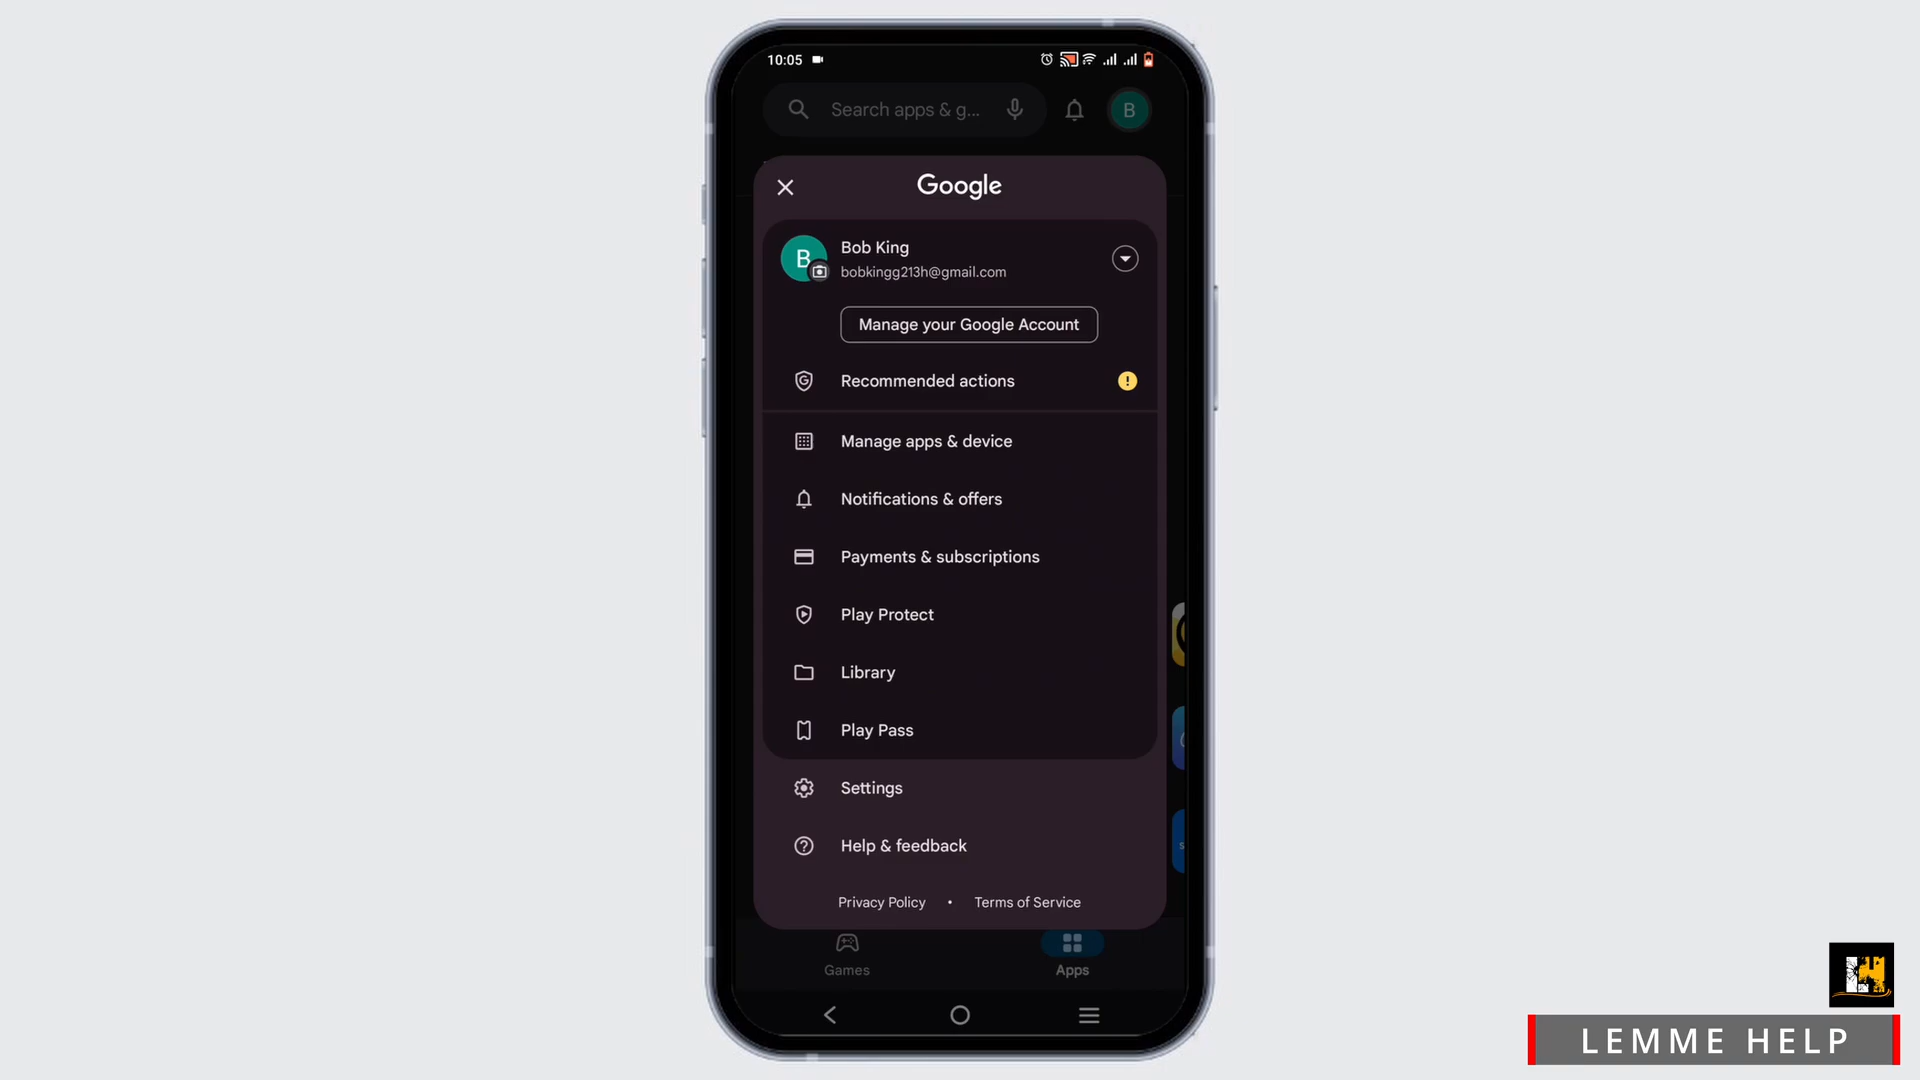 10:05
Search apps & g...
B
Google
B
Bob King
bobkingg213h@gmail.com
Manage your Google Account
Recommended actions
Manage apps & device
Notifications & offers
Payments & subscriptions
Play Protect
Library
Play Pass
Settings
Help & feedback
Privacy Policy • Terms of Service
Games
Apps
LEMME HELP